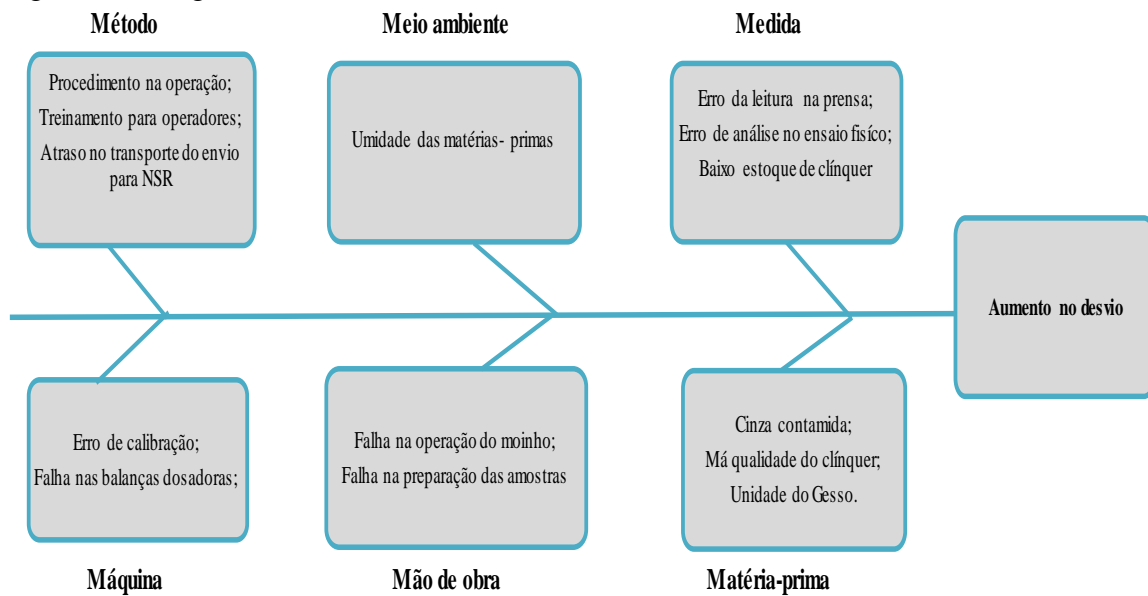 Método
Meio ambiente
Medida
Procedimento na operação;
Treinamento para operadores;
Atraso no transporte do envio
para NSR
Umidade das matérias- primas
Erro da leitura na prensa;
Erro de análise no ensaio fisíco;
Baixo estoque de clínquer
Aumento no desvio
Erro de calibração;
Falha nas balanças dosadoras;
Falha na operação do moinho;
Falha na preparação das amostras
Cinza contamida;
Má qualidade do clínquer;
Unidade do Gesso.
Máquina
Mão de obra
Matéria-prima